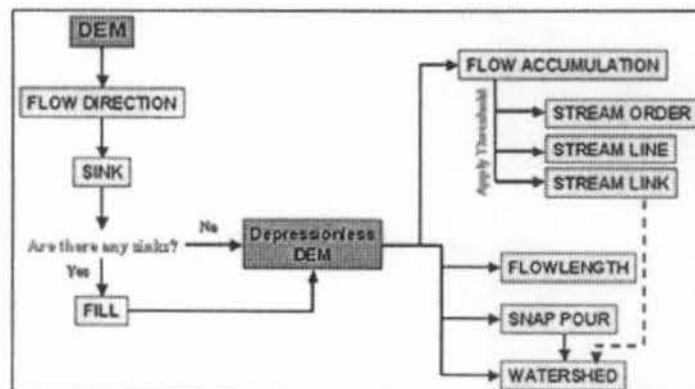 DEM
FLOW DIRECTION
SINK
Are there any sinks?
No
Yes
FILL
Depressionless
DEM
FLOW ACCUMULATION
Apply Threshold
STREAM ORDER
STREAM LINE
STREAM LINK
FLOWLENGTH
SNAP POUR
WATERSHED